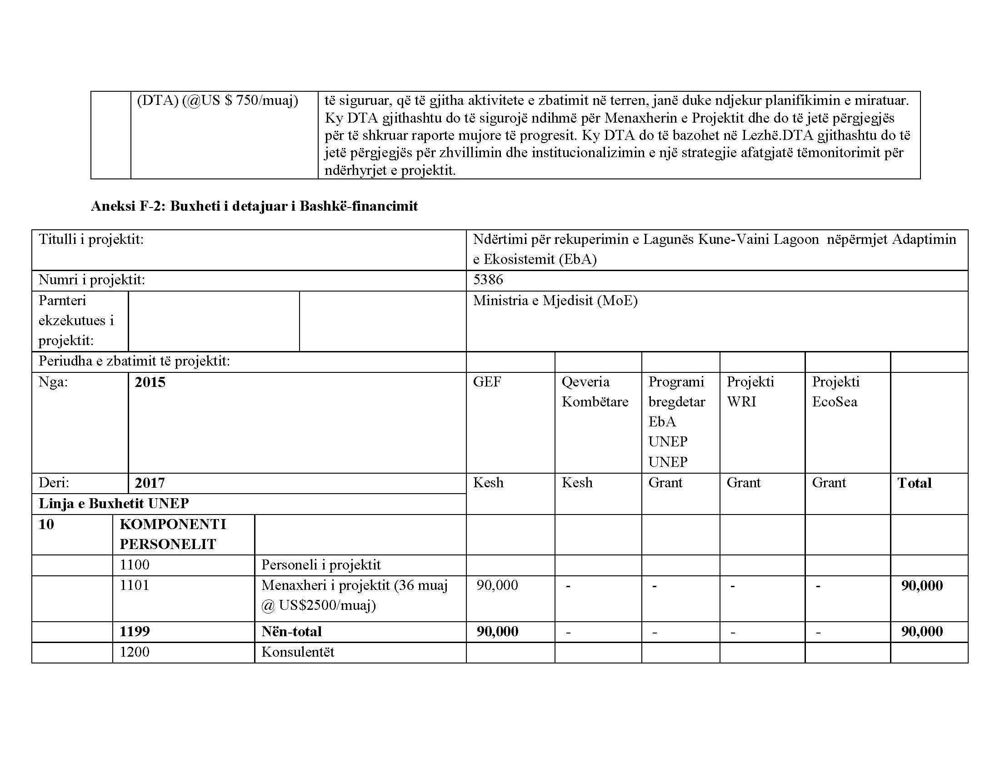 (DTA) (@US $ 750/muaj)
të siguruar, që të gjitha aktivitete e zbatimit në terren, janë duke ndjekur planifikimin e miratuar.
Ky DTA gjithashtu do të sigurojë ndihmë për Menaxherin e Projektit dhe do të jetë përgjegjës
për të shkruar raporte mujore të progresit. Ky DTA do të bazohet në Lezhë.DTA gjithashtu do të
jetë përgjegjës për zhvillimin dhe institucionalizimin e një strategjie afatgjatë tëmonitorimit për
ndërhyrjet e projektit.
Aneksi F-2: Buxheti i detajuar i Bashkë-financimit
Titulli i projektit:
Ndërtimi për rekuperimin e Lagunës Kune-Vaini Lagoon nëpërmjet Adaptimin
e Ekosistemit (EbA)
Numri i projektit:
5386
Parnteri
ekzekutues i
projektit:
Ministria e Mjedisit (MoE)
Periudha e zbatimit të projektit:
Nga:
2015
GEF
Qeveria
Kombëtare
Programi
bregdetar
EbA
UNEP
UNEP
Projekti
WRI
Projekti
EcoSea
Deri:
2017
Kesh
Kesh
Grant
Grant
Grant
Total
Linja e Buxhetit UNEP
10
KOMPONENTI
PERSONELIT
1100
Personeli i projektit
1101
Menaxheri i projektit (36 muaj
@ US$2500/muaj)
90,000
-
-
-
-
90,000
1199
Nën-total
90,000
-
-
-
-
90,000
1200
Konsulentët